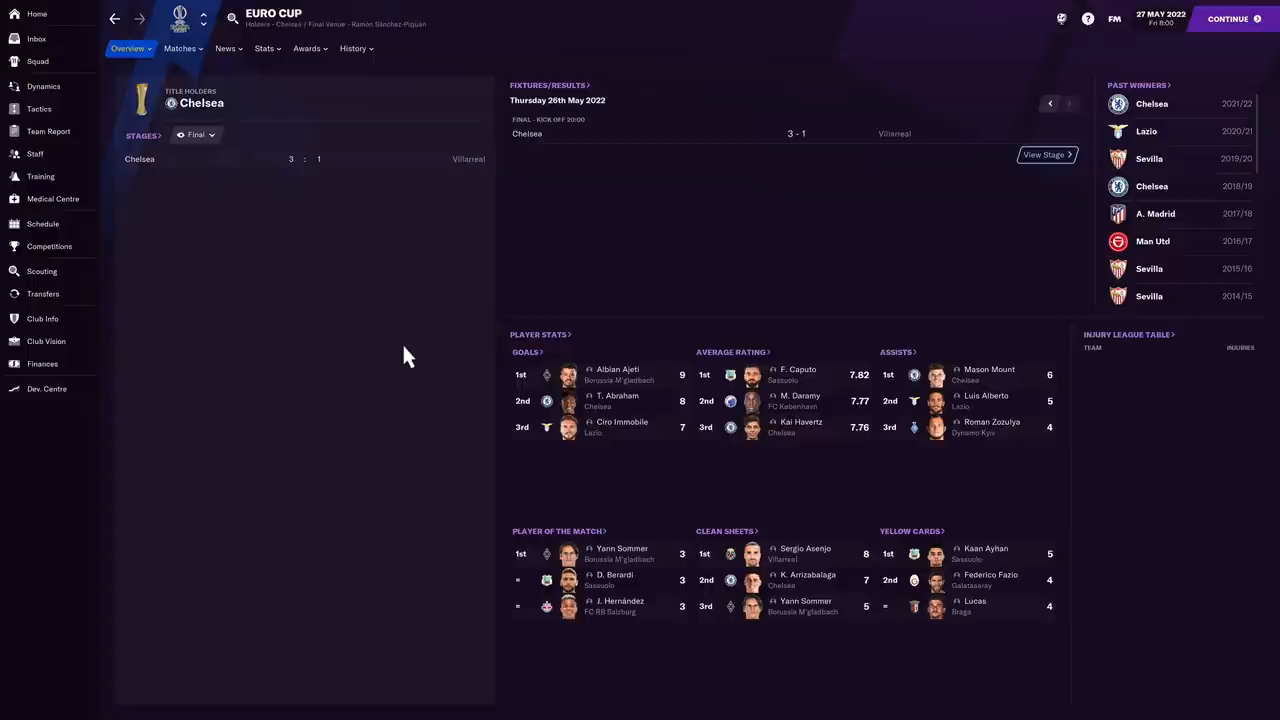 Home
Inbox
Squad
Dynamics
Tactics
Team Report
Staff
Training
Medical Centre
Schedule
Competitions
Scouting
Transfers
Club Info
Club Vision
Finances
Dev. Centre
EURO CUP
Holders - Chelsea / Final Venue - Ramón Sánchez-Pizjuán
FM
27 MAY 2022
Fri 8:00
CONTINUE
Overview
Matches
News
Stats
Awards
History
TITLE HOLDERS
Chelsea
STAGES
Final
Chelsea 3 : 1 Villarreal
FIXTURES/RESULTS
Thursday 26th May 2022
FINAL - KICK OFF 20:00
Chelsea 3 - 1 Villarreal
View Stage
PAST WINNERS
Chelsea 2021/22
Lazio 2020/21
Sevilla 2019/20
Chelsea 2018/19
A. Madrid 2017/18
Man Utd 2016/17
Sevilla 2015/16
Sevilla 2014/15
PLAYER STATS
GOALS
1st Albian Ajeti 9
Borussia M'gladbach
2nd T. Abraham 8
Chelsea
3rd Ciro Immobile 7
Lazio
AVERAGE RATING
1st F. Caputo 7.82
Sassuolo
2nd M. Daramy 7.77
FC København
3rd Kai Havertz 7.76
Chelsea
ASSISTS
1st Mason Mount 6
Chelsea
2nd Luis Alberto 5
Lazio
3rd Roman Zozulya 4
Dynamo Kyiv
INJURY LEAGUE TABLE
TEAM INJURIES
PLAYER OF THE MATCH
1st Yann Sommer 3
Borussia M'gladbach
= D. Berardi 3
Sassuolo
= J. Hernández 3
FC RB Salzburg
CLEAN SHEETS
1st Sergio Asenjo 8
Villarreal
2nd K. Arrizabalaga 7
Chelsea
3rd Yann Sommer 5
Borussia M'gladbach
YELLOW CARDS
1st Kaan Ayhan 5
Sassuolo
2nd Federico Fazio 4
Galatasaray
= Lucas 4
Braga